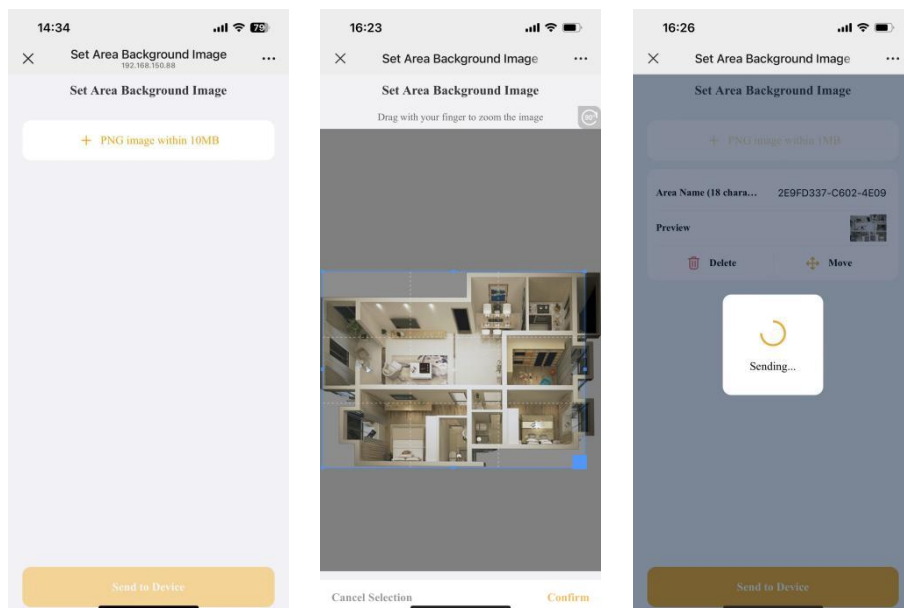 14:34
79
Set Area Background Image
192.168.150.88
Set Area Background Image
+ PNG image within 10MB
Send to Device
16:23
Set Area Background Image
Set Area Background Image
Drag with your finger to zoom the image
90°
Cancel Selection
Confirm
16:26
Set Area Background Image
Set Area Background Image
+ PNG image within 1MB
Area Name (18 chara... 2E9FD337-C602-4E09
Preview
Delete
Move
Sending...
Send to Device